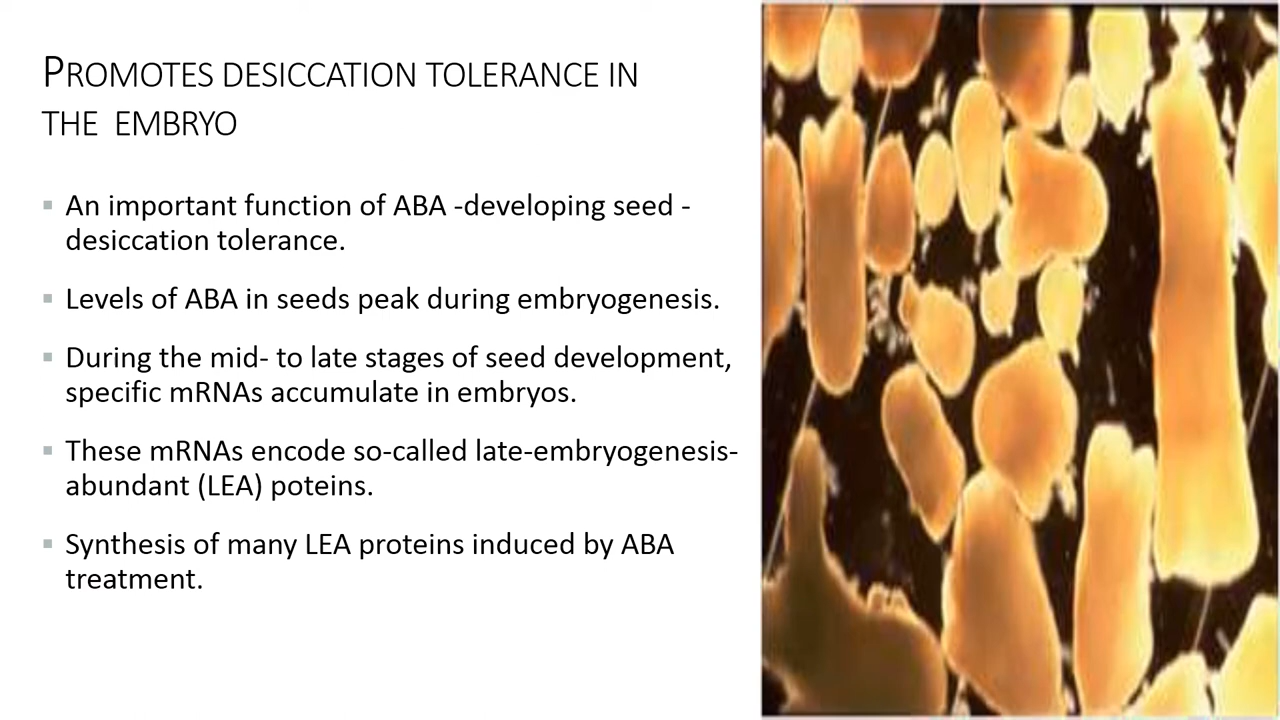 PROMOTES DESICCATION TOLERANCE IN
THE EMBRYO
▪ An important function of ABA -developing seed -
desiccation tolerance.
▪ Levels of ABA in seeds peak during embryogenesis.
▪ During the mid- to late stages of seed development,
specific mRNAs accumulate in embryos.
▪ These mRNAs encode so-called late-embryogenesis-
abundant (LEA) poteins.
▪ Synthesis of many LEA proteins induced by ABA
treatment.